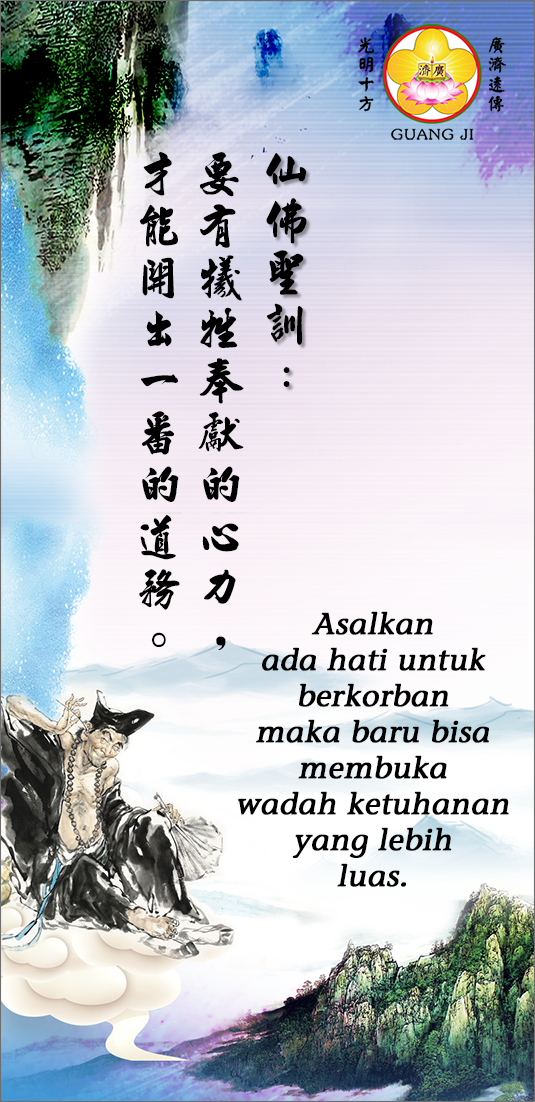 廣濟遠傳
光明十方
廣濟
GUANG JI
仙佛聖訓：
要有犧牲奉獻的心力，
才能開出一番的道務。
Asalkan
ada hati untuk
berkorban
maka baru bisa
membuka
wadah ketuhanan
yang lebih
luas.